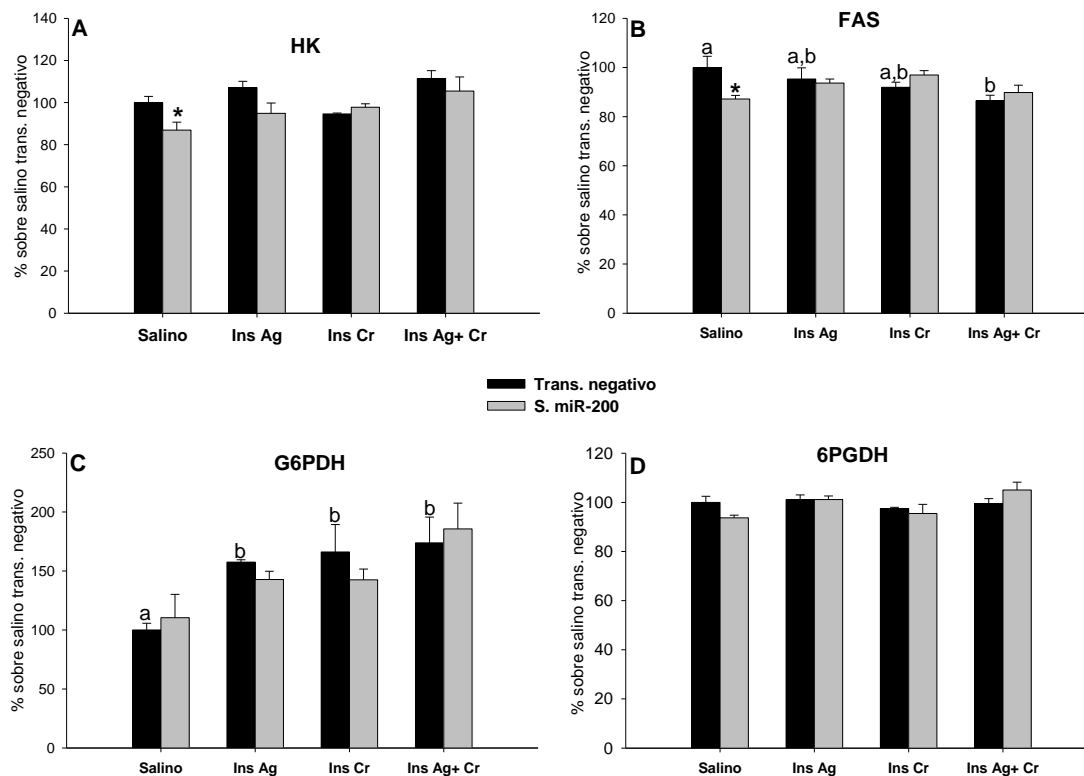 A
HK
% sobre salino trans. negativo
140
120
100
80
60
40
20
0
*
Salino Ins Ag Ins Cr Ins Ag+ Cr
B
FAS
% sobre salino trans. negativo
120
100
80
60
40
20
0
a * a,b a,b b
Salino Ins Ag Ins Cr Ins Ag+ Cr
Trans. negativo
S. miR-200
C
G6PDH
% sobre salino trans. negativo
250
200
150
100
50
0
a b b b
Salino Ins Ag Ins Cr Ins Ag+ Cr
D
6PGDH
% sobre salino trans. negativo
120
100
80
60
40
20
0
Salino Ins Ag Ins Cr Ins Ag+ Cr